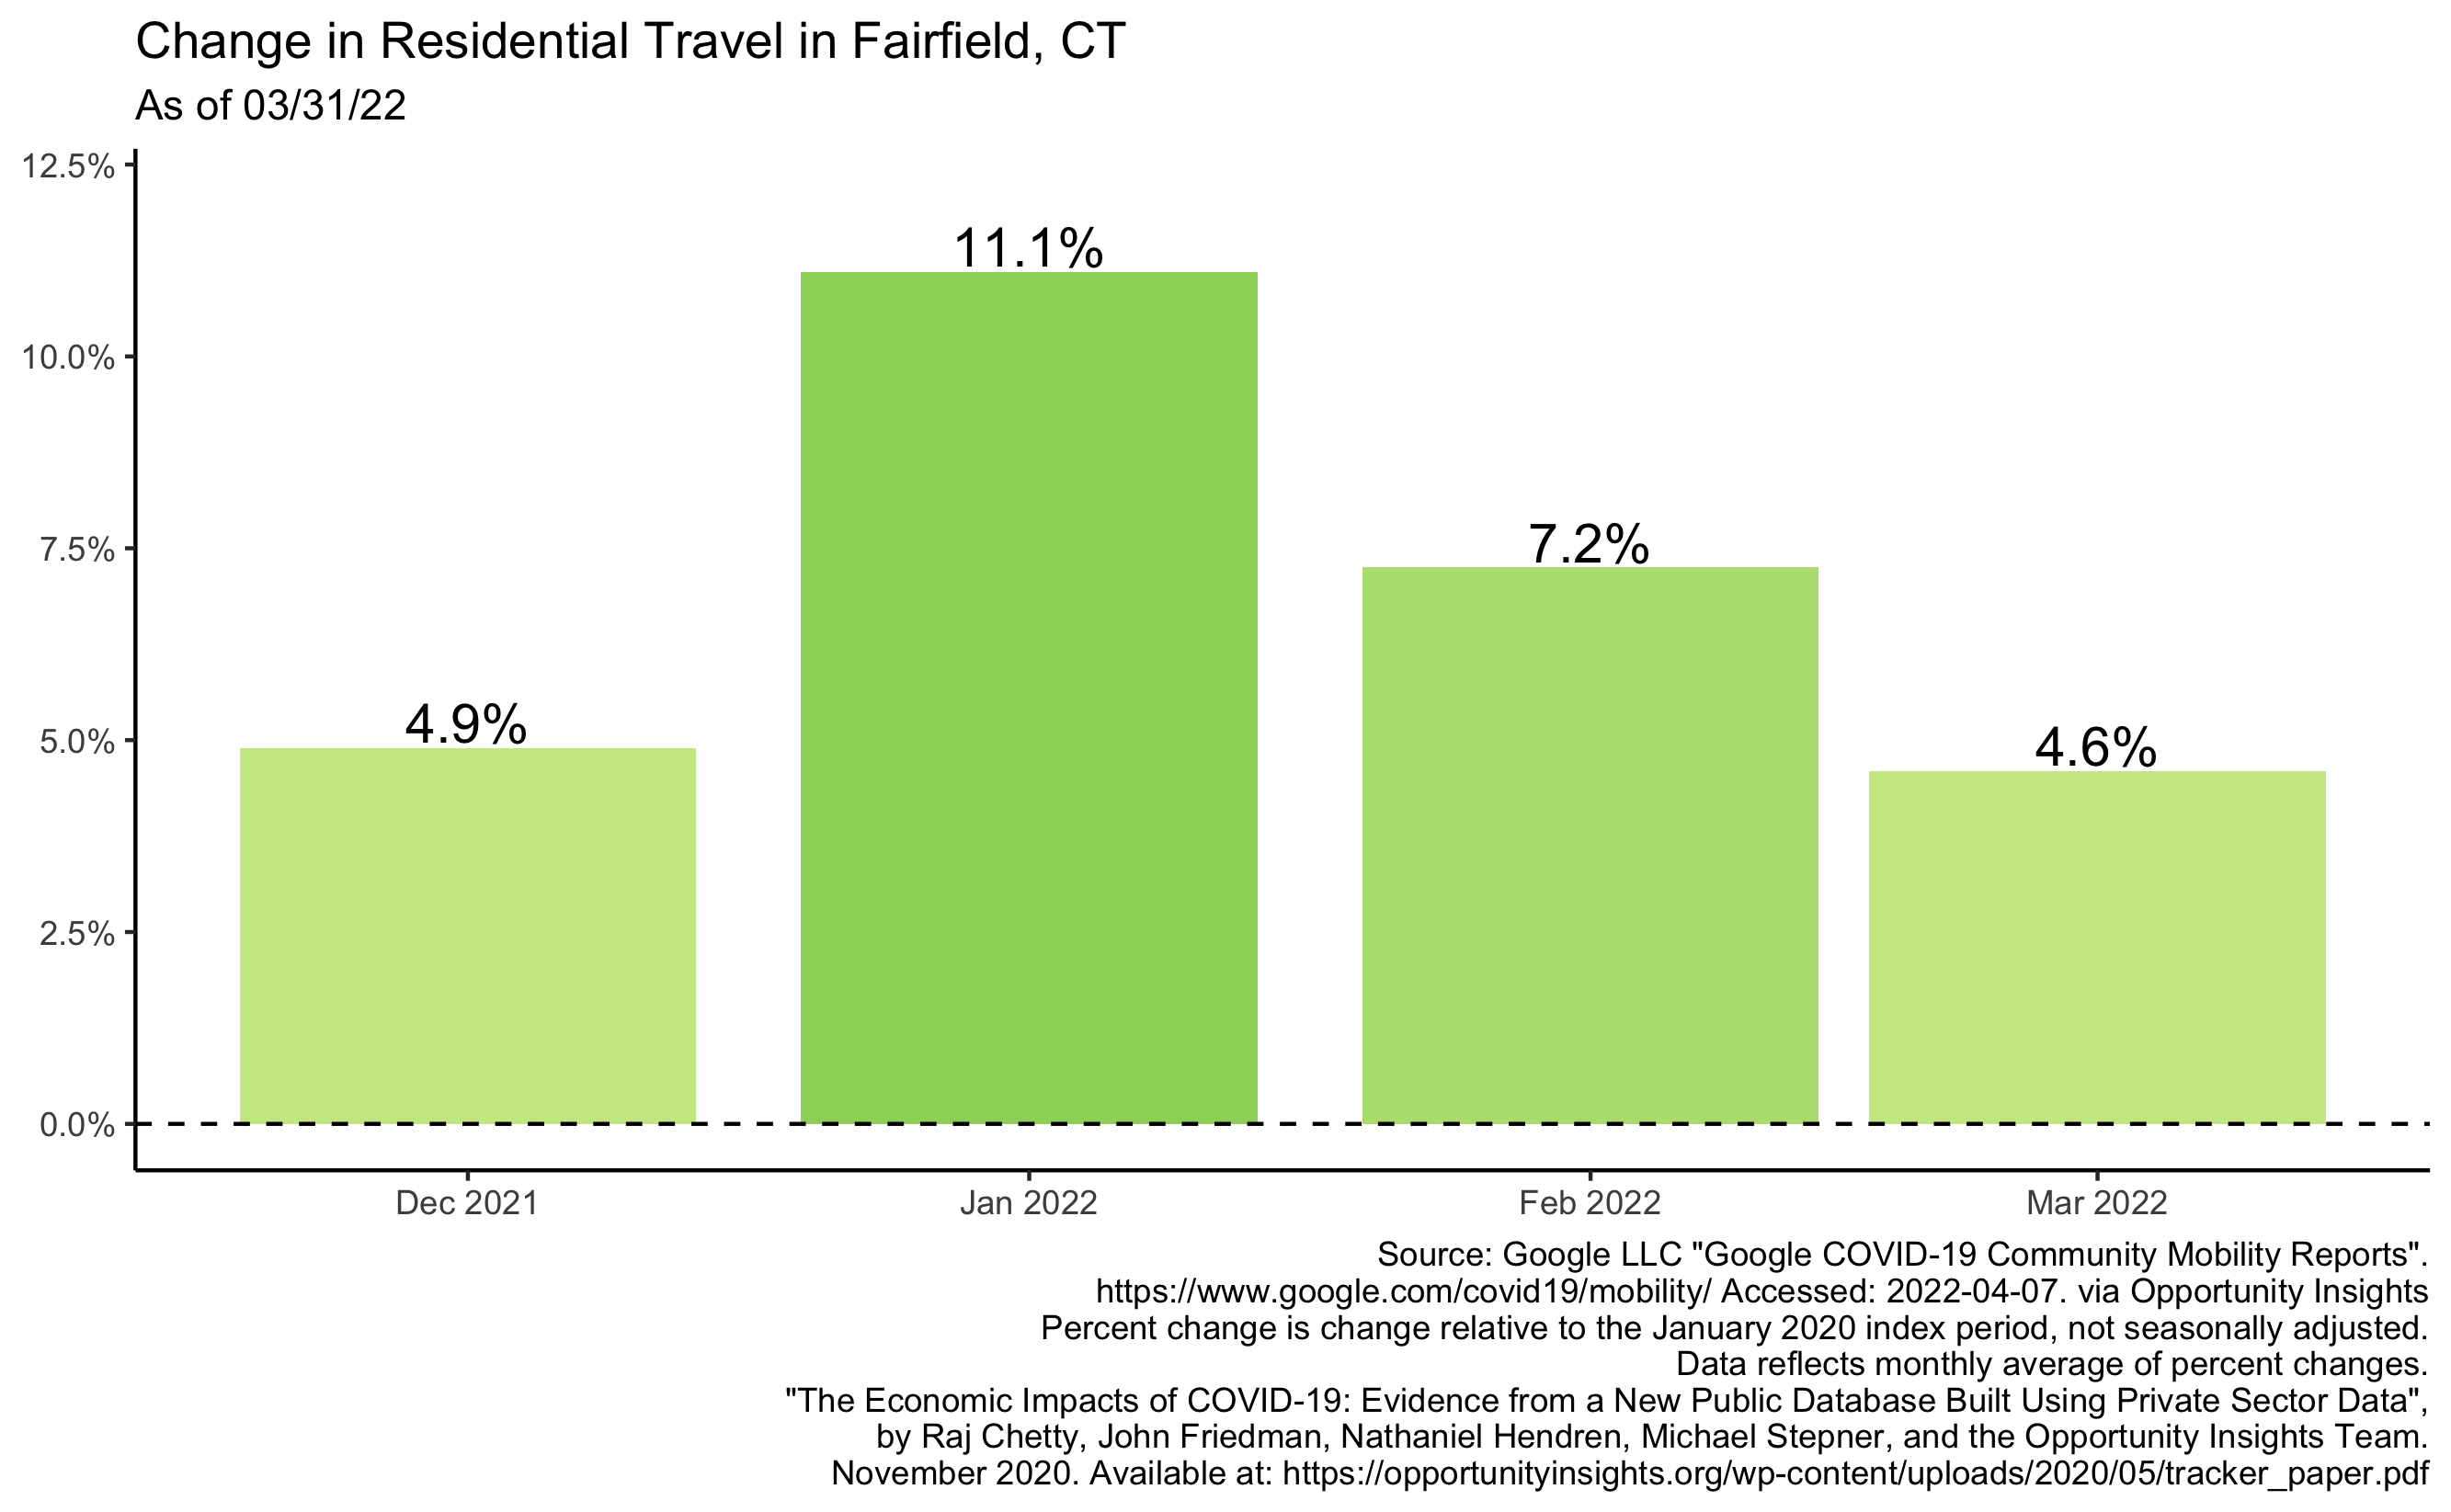 Change in Residential Travel in Fairfield, CT
As of 03/31/22
12.5%
10.0%
7.5%
5.0%
2.5%
0.0%
4.9%
11.1%
7.2%
4.6%
Dec 2021
Jan 2022
Feb 2022
Mar 2022
Source: Google LLC "Google COVID-19 Community Mobility Reports".
https://www.google.com/covid19/mobility/ Accessed: 2022-04-07. via Opportunity Insights
Percent change is change relative to the January 2020 index period, not seasonally adjusted.
Data reflects monthly average of percent changes.
"The Economic Impacts of COVID-19: Evidence from a New Public Database Built Using Private Sector Data",
by Raj Chetty, John Friedman, Nathaniel Hendren, Michael Stepner, and the Opportunity Insights Team.
November 2020. Available at: https://opportunityinsights.org/wp-content/uploads/2020/05/tracker_paper.pdf